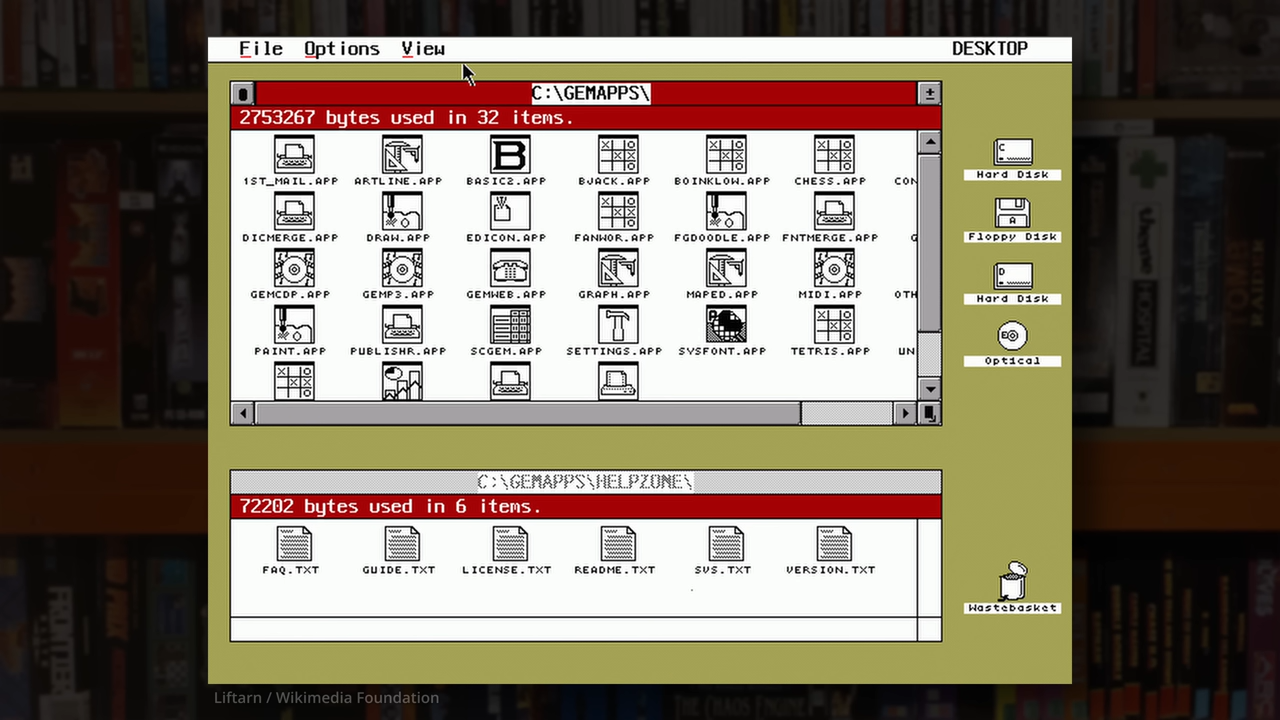 File Options View DESKTOP
C:\GEMAPPS\
2753267 bytes used in 32 items.
1ST_MAIL.APP ARTLINE.APP BASIC2.APP BJACK.APP BOINKLOW.APP CHESS.APP CON
DICMERGE.APP DRAW.APP EDICON.APP FANWOR.APP FGDOODLE.APP FNTMERGE.APP G
GEMCDP.APP GEMP3.APP GEMWEB.APP GRAPH.APP MAPED.APP MIDI.APP OTH
PAINT.APP PUBLISHR.APP SCGEM.APP SETTINGS.APP SYSFONT.APP TETRIS.APP UN
C
Hard Disk
A
Floppy Disk
D
Hard Disk
E
Optical
C:\GEMAPPS\HELPZONE\
72202 bytes used in 6 items.
FAQ.TXT GUIDE.TXT LICENSE.TXT README.TXT SVS.TXT VERSION.TXT
Wastebasket
Liftarn / Wikimedia Foundation